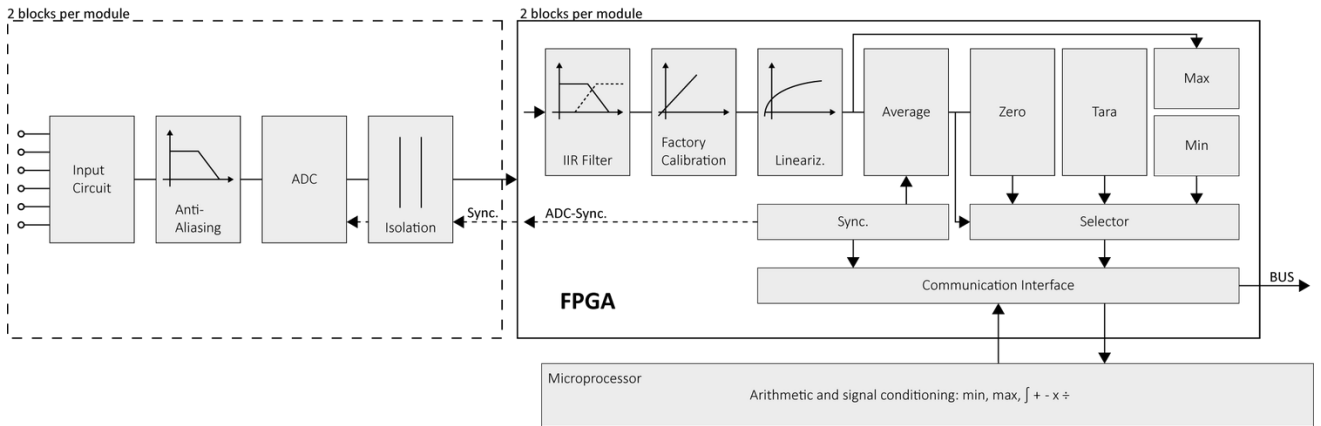 2 blocks per module
2 blocks per module
Input
Circuit
Anti-
Aliasing
ADC
Isolation
Sync.
ADC-Sync.
IIR Filter
Factory
Calibration
Lineariz.
Average
Zero
Tara
Max
Min
Sync.
Selector
Communication Interface
BUS
FPGA
Microprocessor
Arithmetic and signal conditioning: min, max, ∫ + - x ÷